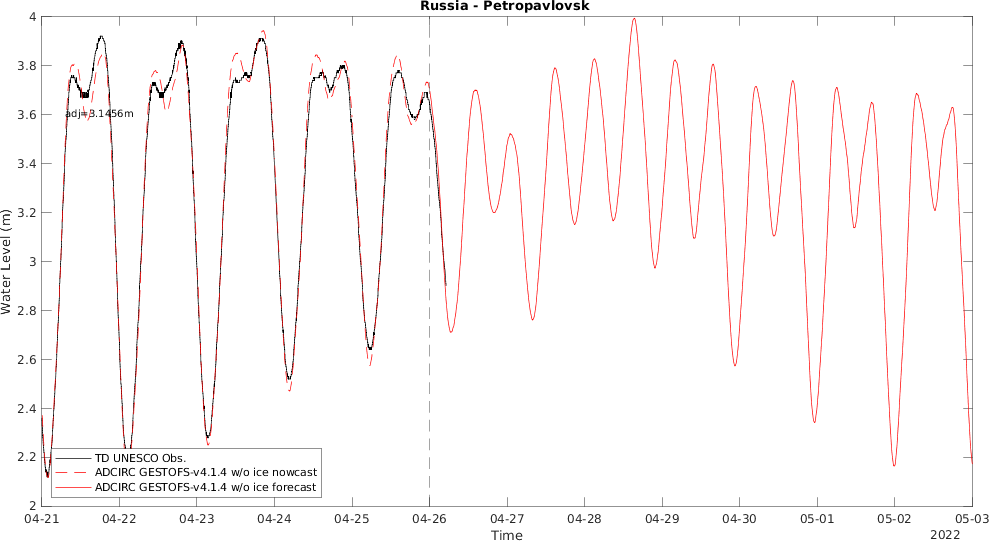 Russia - Petropavlovsk
Water Level (m)
4
3.8
3.6
3.4
3.2
3
2.8
2.6
2.4
2.2
2
adj=3.1456m
TD UNESCO Obs.
ADCIRC GESTOFS-v4.1.4 w/o ice nowcast
ADCIRC GESTOFS-v4.1.4 w/o ice forecast
04-21 04-22 04-23 04-24 04-25 04-26 04-27 04-28 04-29 04-30 05-01 05-02 05-03
Time
2022